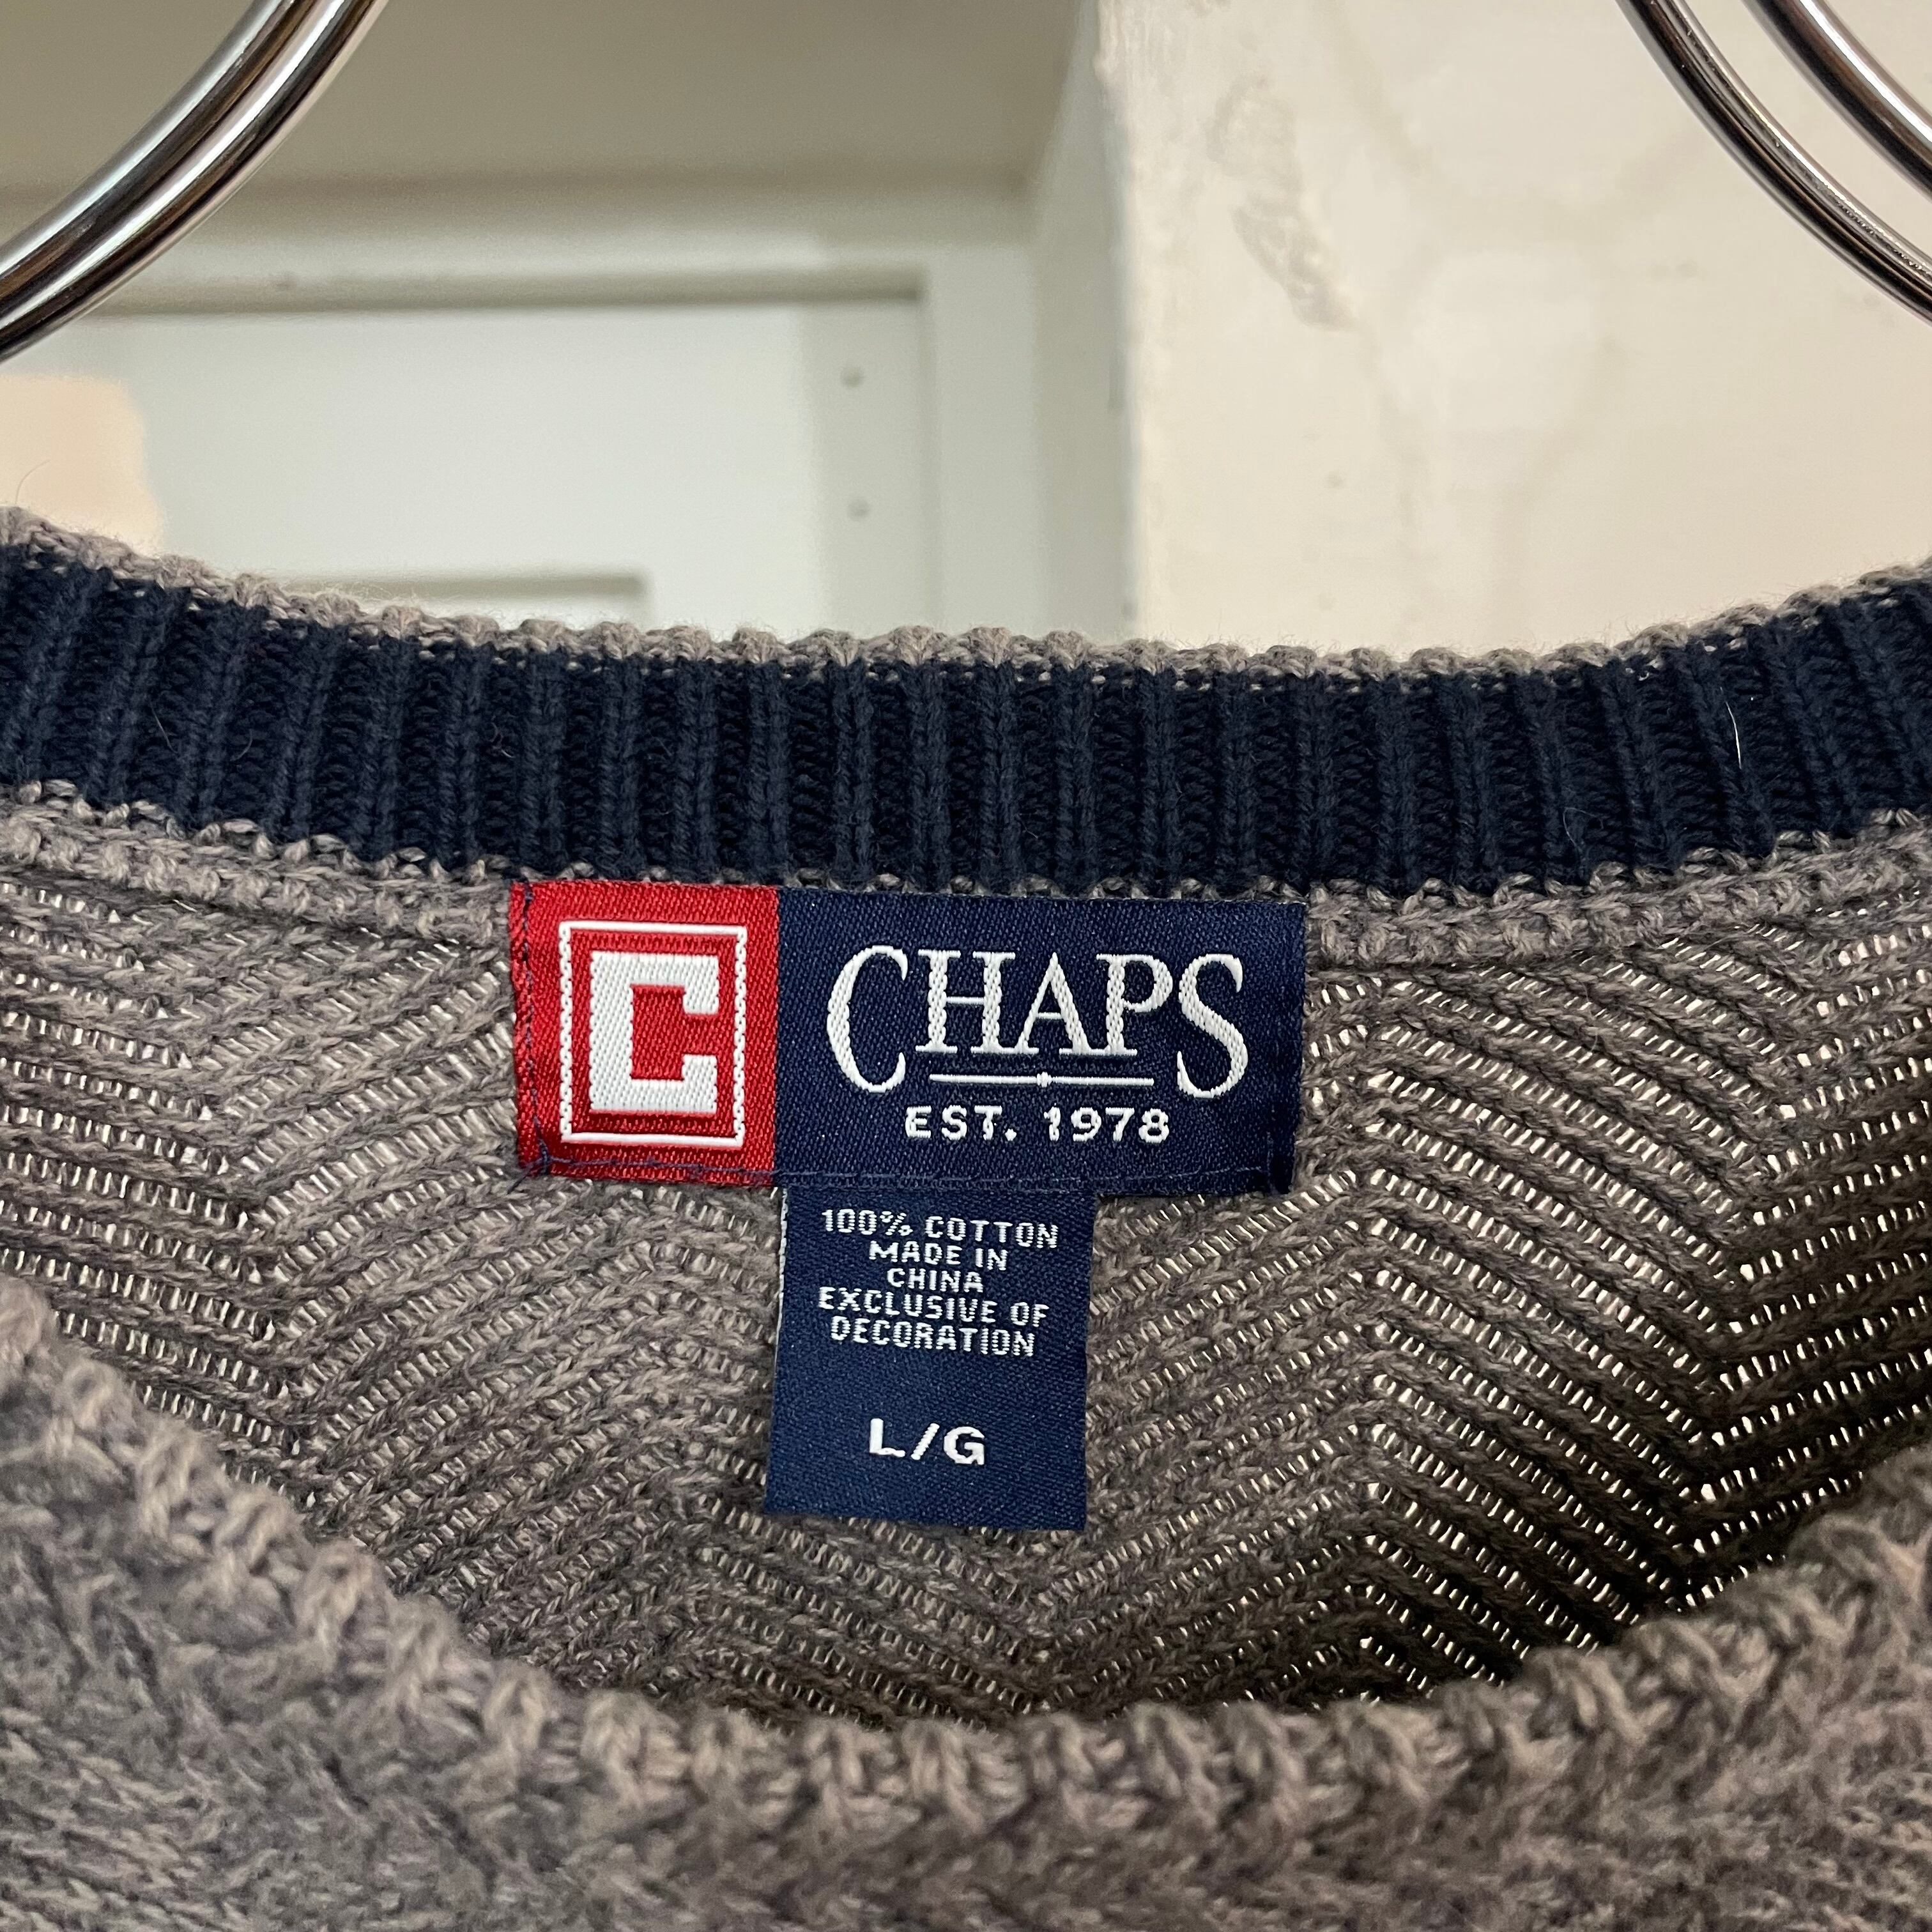 C
CHAPS
EST. 1978
100% COTTON
MADE IN
CHINA
EXCLUSIVE OF
DECORATION
L/G